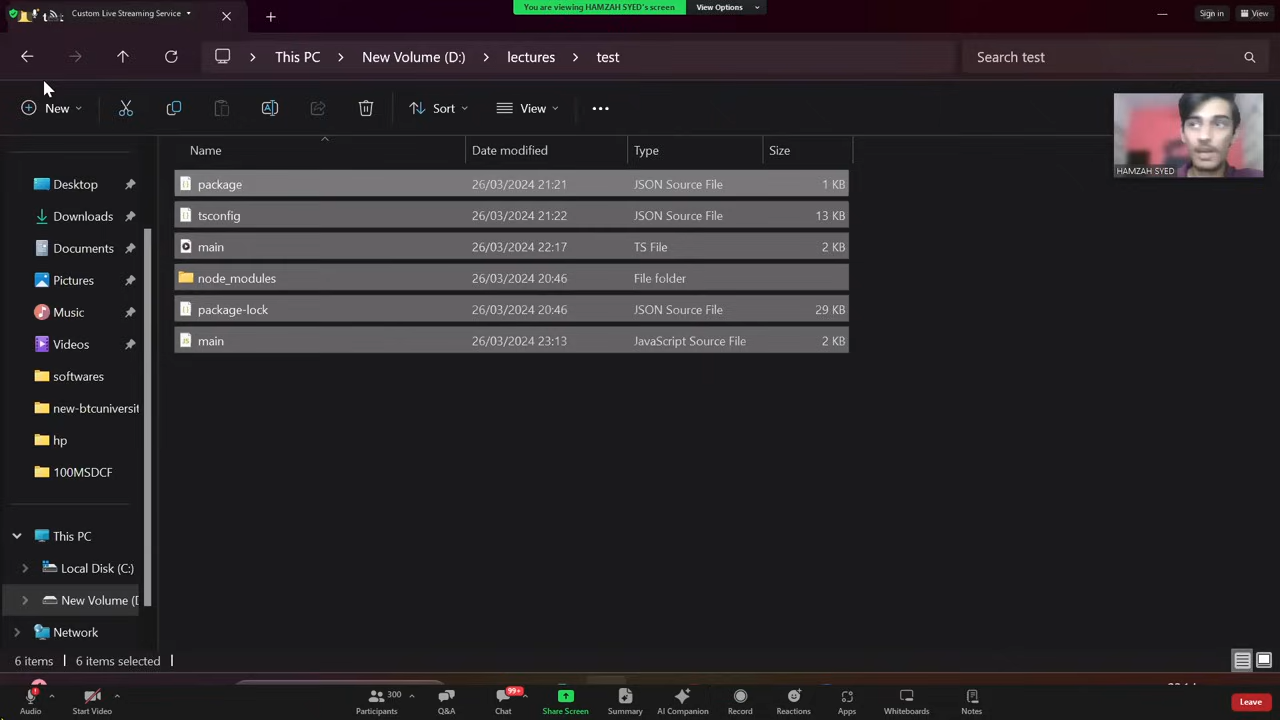 Custom Live Streaming Service
You are viewing HAMZAH SYED's screen
View Options
Sign in
View
This PC
New Volume (D:)
lectures
test
Search test
New
Sort
View
HAMZAH SYED
Name
Date modified
Type
Size
package
26/03/2024 21:21
JSON Source File
1 KB
tsconfig
26/03/2024 21:22
JSON Source File
13 KB
main
26/03/2024 22:17
TS File
2 KB
node_modules
26/03/2024 20:46
File folder
package-lock
26/03/2024 20:46
JSON Source File
29 KB
main
26/03/2024 23:13
JavaScript Source File
2 KB
Desktop
Downloads
Documents
Pictures
Music
Videos
softwares
new-btcuniversit
hp
100MSDCF
This PC
Local Disk (C:)
New Volume (D
Network
6 items
6 items selected
Audio
Start Video
300
Participants
Q&A
99+
Chat
Share Screen
Summary
AI Companion
Record
Reactions
Apps
Whiteboards
Notes
Leave